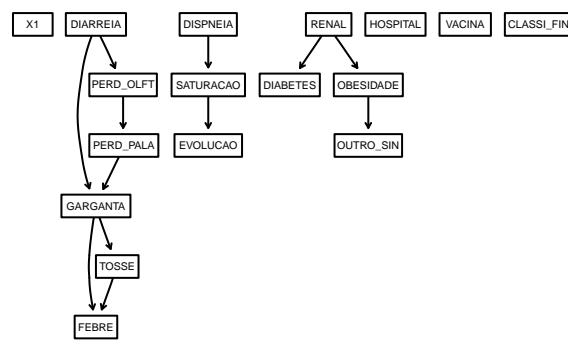 X1 DIARREIA DISPNEIA RENAL HOSPITAL VACINA CLASSI_FIN
PERD_OLFT SATURACAO DIABETES OBESIDADE
PERD_PALA EVOLUCAO OUTRO_SIN
GARGANTA
TOSSE
FEBRE